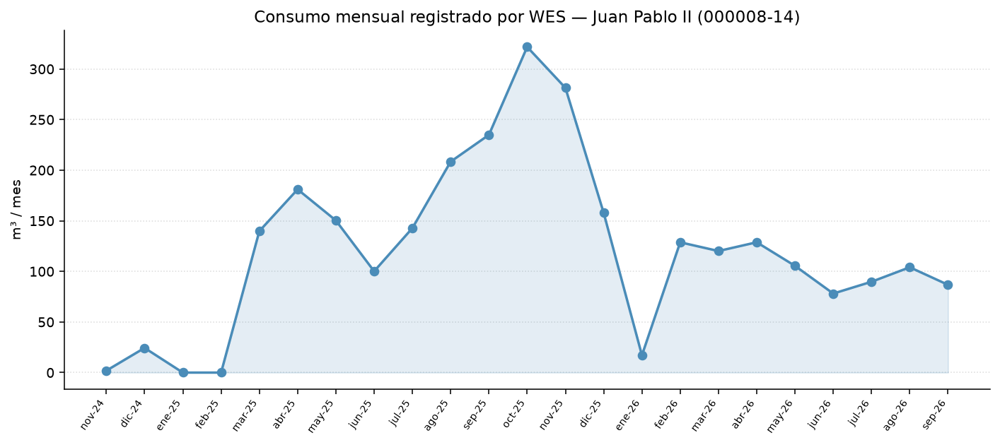 Consumo mensual registrado por WES — Juan Pablo II (000008-14)
m³ / mes
300
250
200
150
100
50
0
nov-24
dic-24
ene-25
feb-25
mar-25
abr-25
may-25
jun-25
jul-25
ago-25
sep-25
oct-25
nov-25
dic-25
ene-26
feb-26
mar-26
abr-26
may-26
jun-26
jul-26
ago-26
sep-26